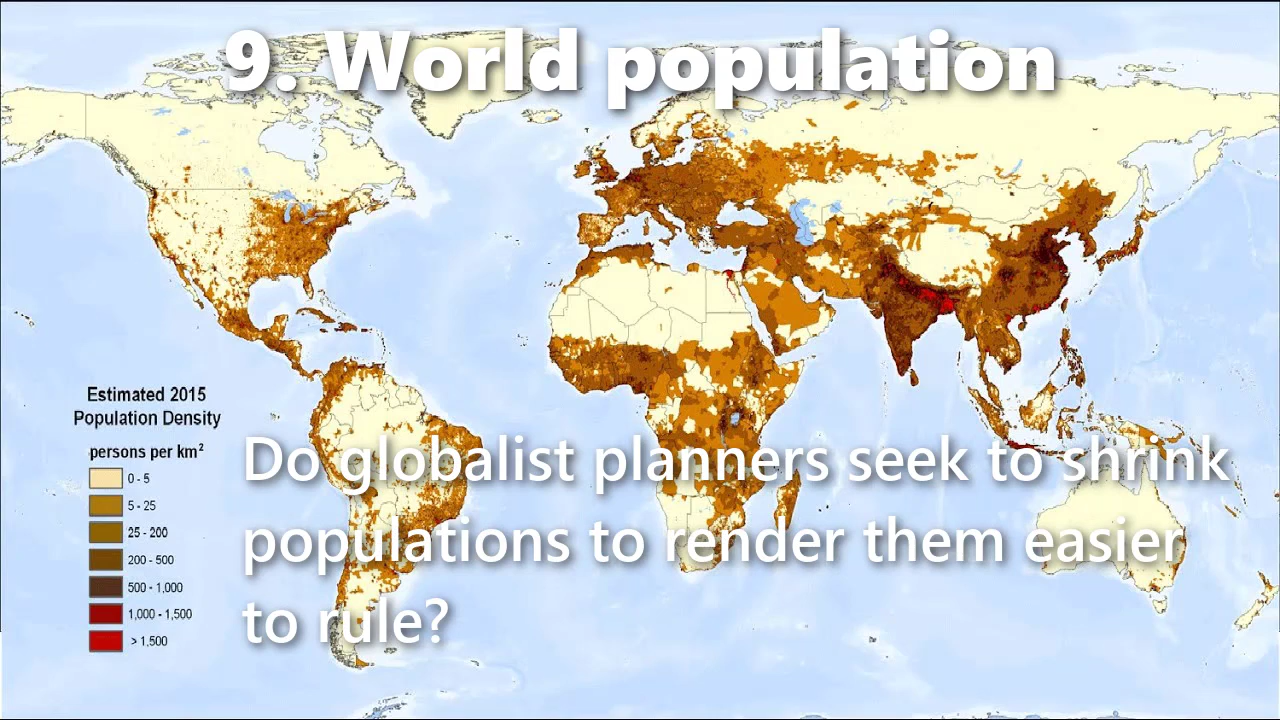 9. World population
Estimated 2015
Population Density
persons per km²
0 - 5
5 - 25
25 - 200
200 - 500
500 - 1,000
1,000 - 1,500
> 1,500
Do globalist planners seek to shrink
populations to render them easier
to rule?